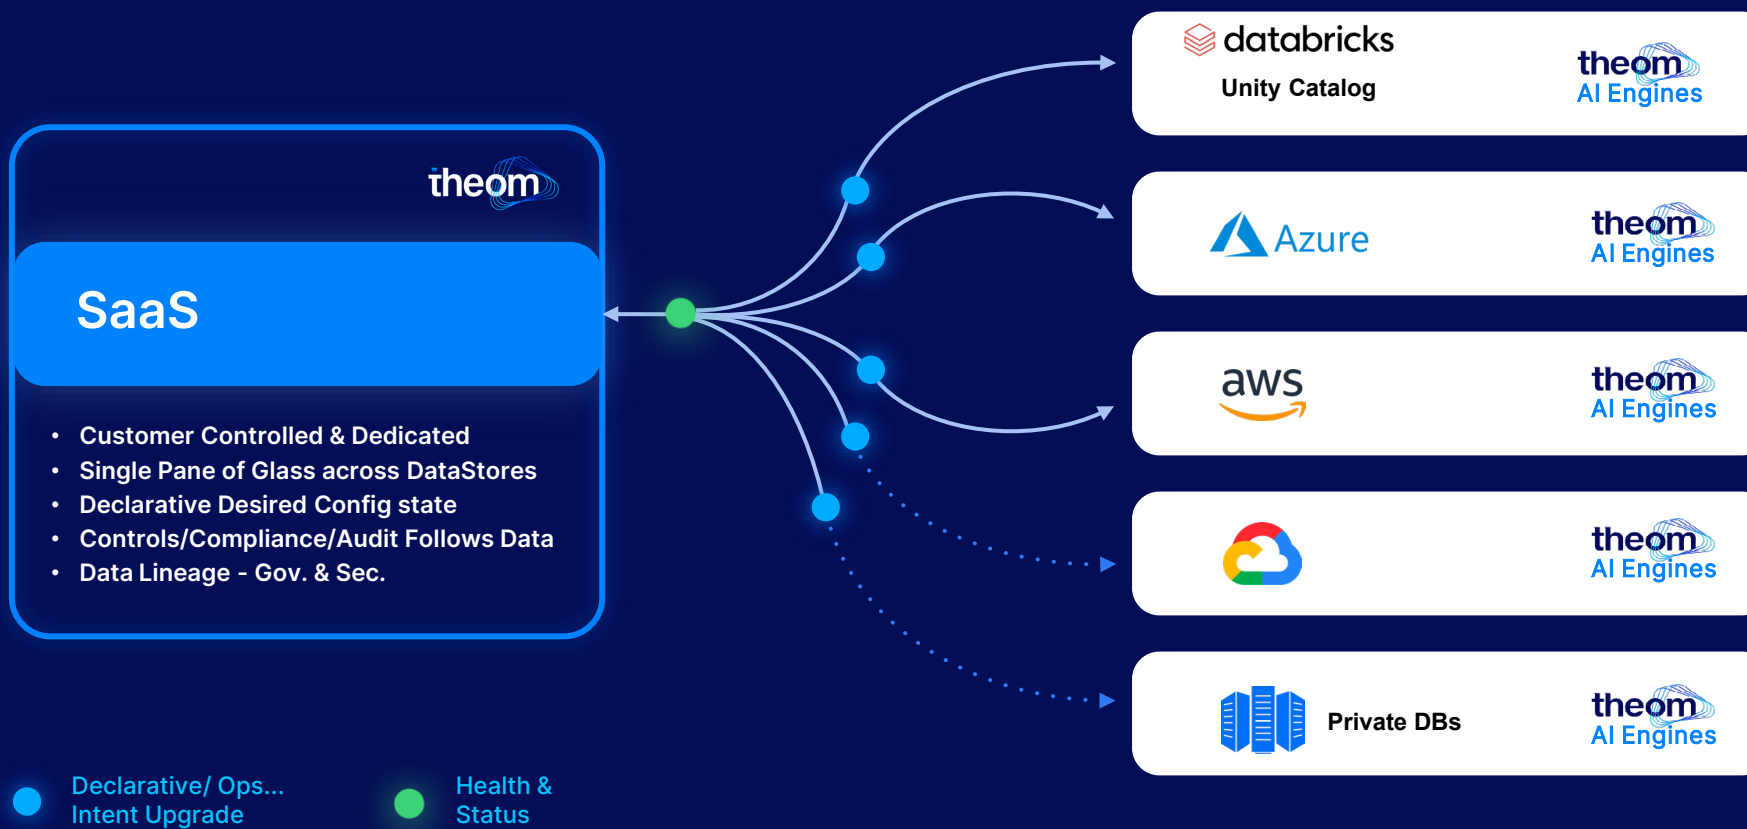 theom
SaaS
• Customer Controlled & Dedicated
• Single Pane of Glass across DataStores
• Declarative Desired Config state
• Controls/Compliance/Audit Follows Data
• Data Lineage - Gov. & Sec.
Declarative/ Ops...
Intent Upgrade
Health &
Status
databricks
Unity Catalog
theom
AI Engines
Azure
theom
AI Engines
aws
theom
AI Engines
theom
AI Engines
Private DBs
theom
AI Engines